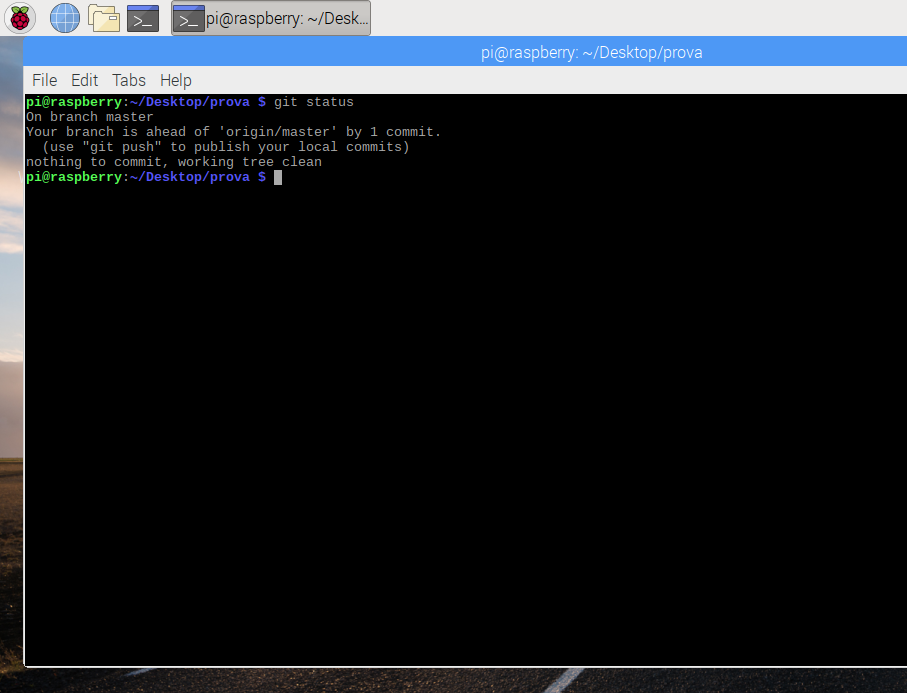 pi@raspberry: ~/Desk...
pi@raspberry: ~/Desktop/prova
File Edit Tabs Help
pi@raspberry:~/Desktop/prova $ git status
On branch master
Your branch is ahead of 'origin/master' by 1 commit.
  (use "git push" to publish your local commits)
nothing to commit, working tree clean
pi@raspberry:~/Desktop/prova $